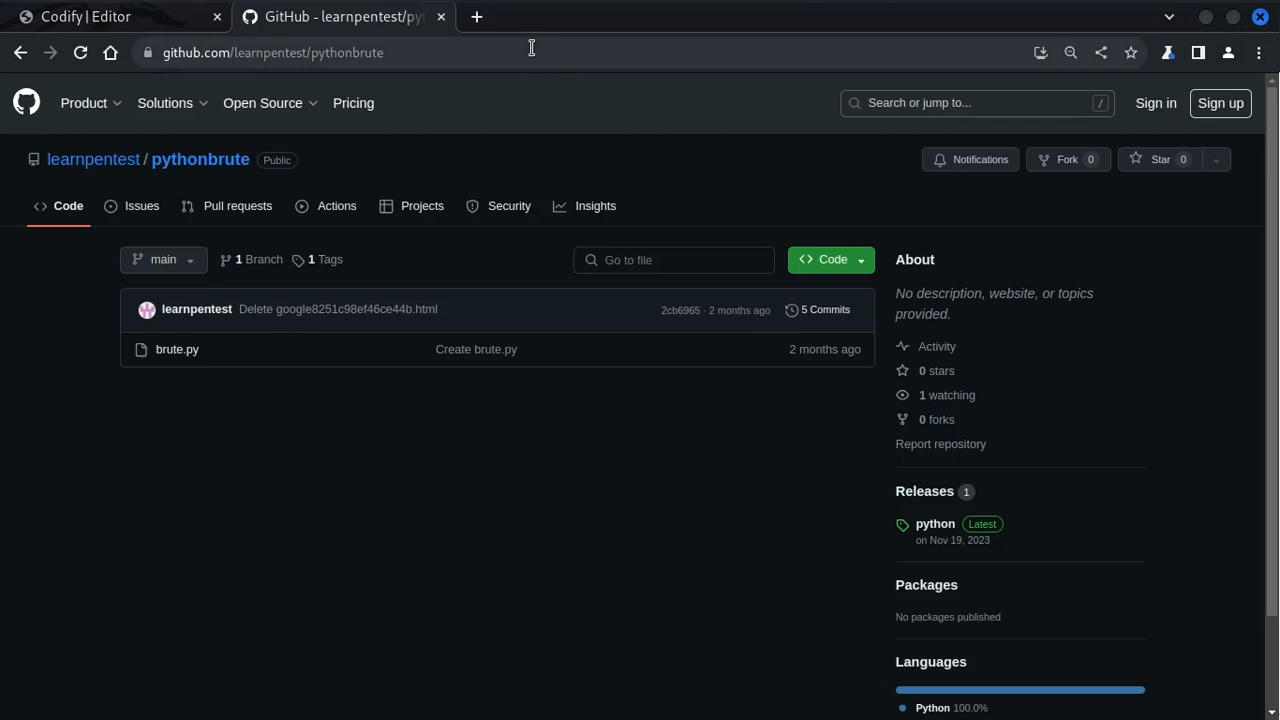 Codify | Editor
GitHub - learnpentest/py
github.com/learnpentest/pythonbrute
Product
Solutions
Open Source
Pricing
Search or jump to...
/
Sign in
Sign up
learnpentest / pythonbrute
Public
Notifications
Fork 0
Star 0
Code
Issues
Pull requests
Actions
Projects
Security
Insights
main
1 Branch
1 Tags
Go to file
Code
About
learnpentest Delete google8251c98ef46ce44b.html
2cb6965 · 2 months ago
5 Commits
brute.py
Create brute.py
2 months ago
No description, website, or topics
provided.
Activity
0 stars
1 watching
0 forks
Report repository
Releases 1
python Latest
on Nov 19, 2023
Packages
No packages published
Languages
Python 100.0%